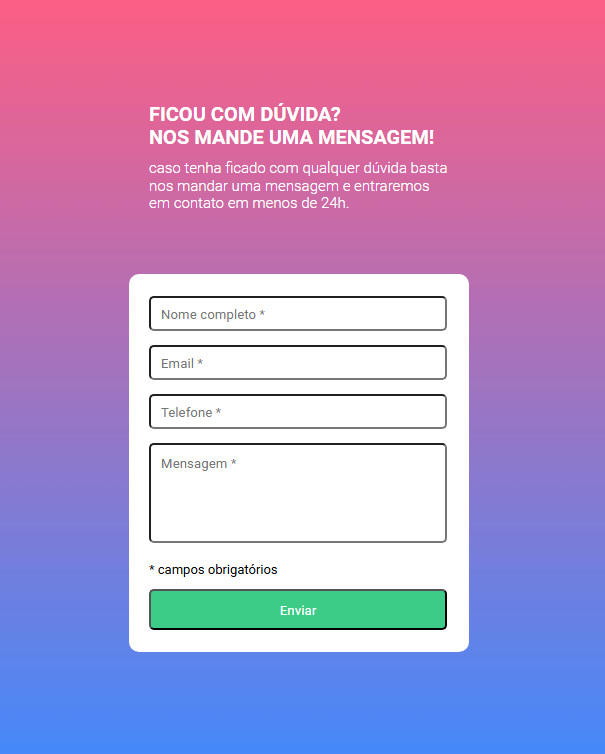 FICOU COM DÚVIDA?
NOS MANDE UMA MENSAGEM!
caso tenha ficado com qualquer dúvida basta
nos mandar uma mensagem e entraremos
em contato em menos de 24h.
Nome completo *
Email *
Telefone *
Mensagem *
* campos obrigatórios
Enviar